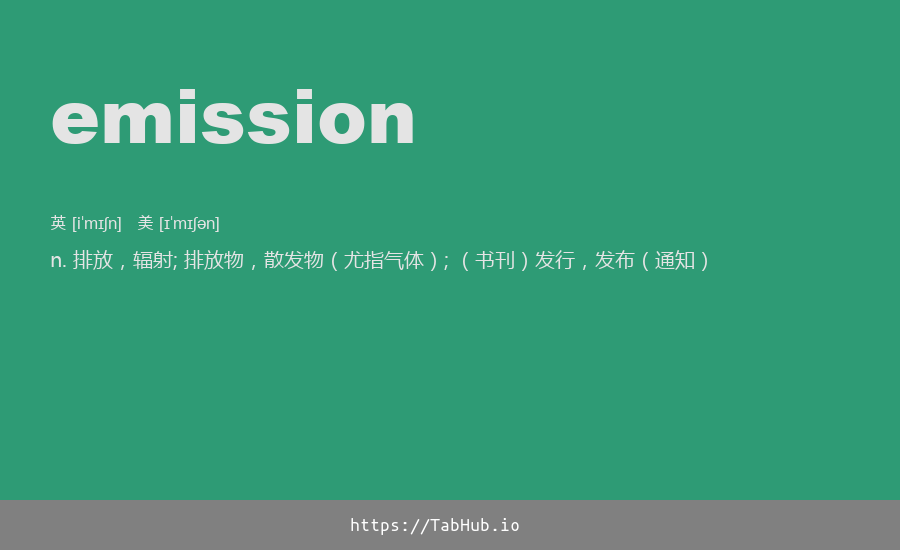 emission
英 [iˈmɪʃn] 美 [ɪˈmɪʃən]
n. 排放，辐射; 排放物，散发物（尤指气体）; （书刊）发行，发布（通知）
https://TabHub.io